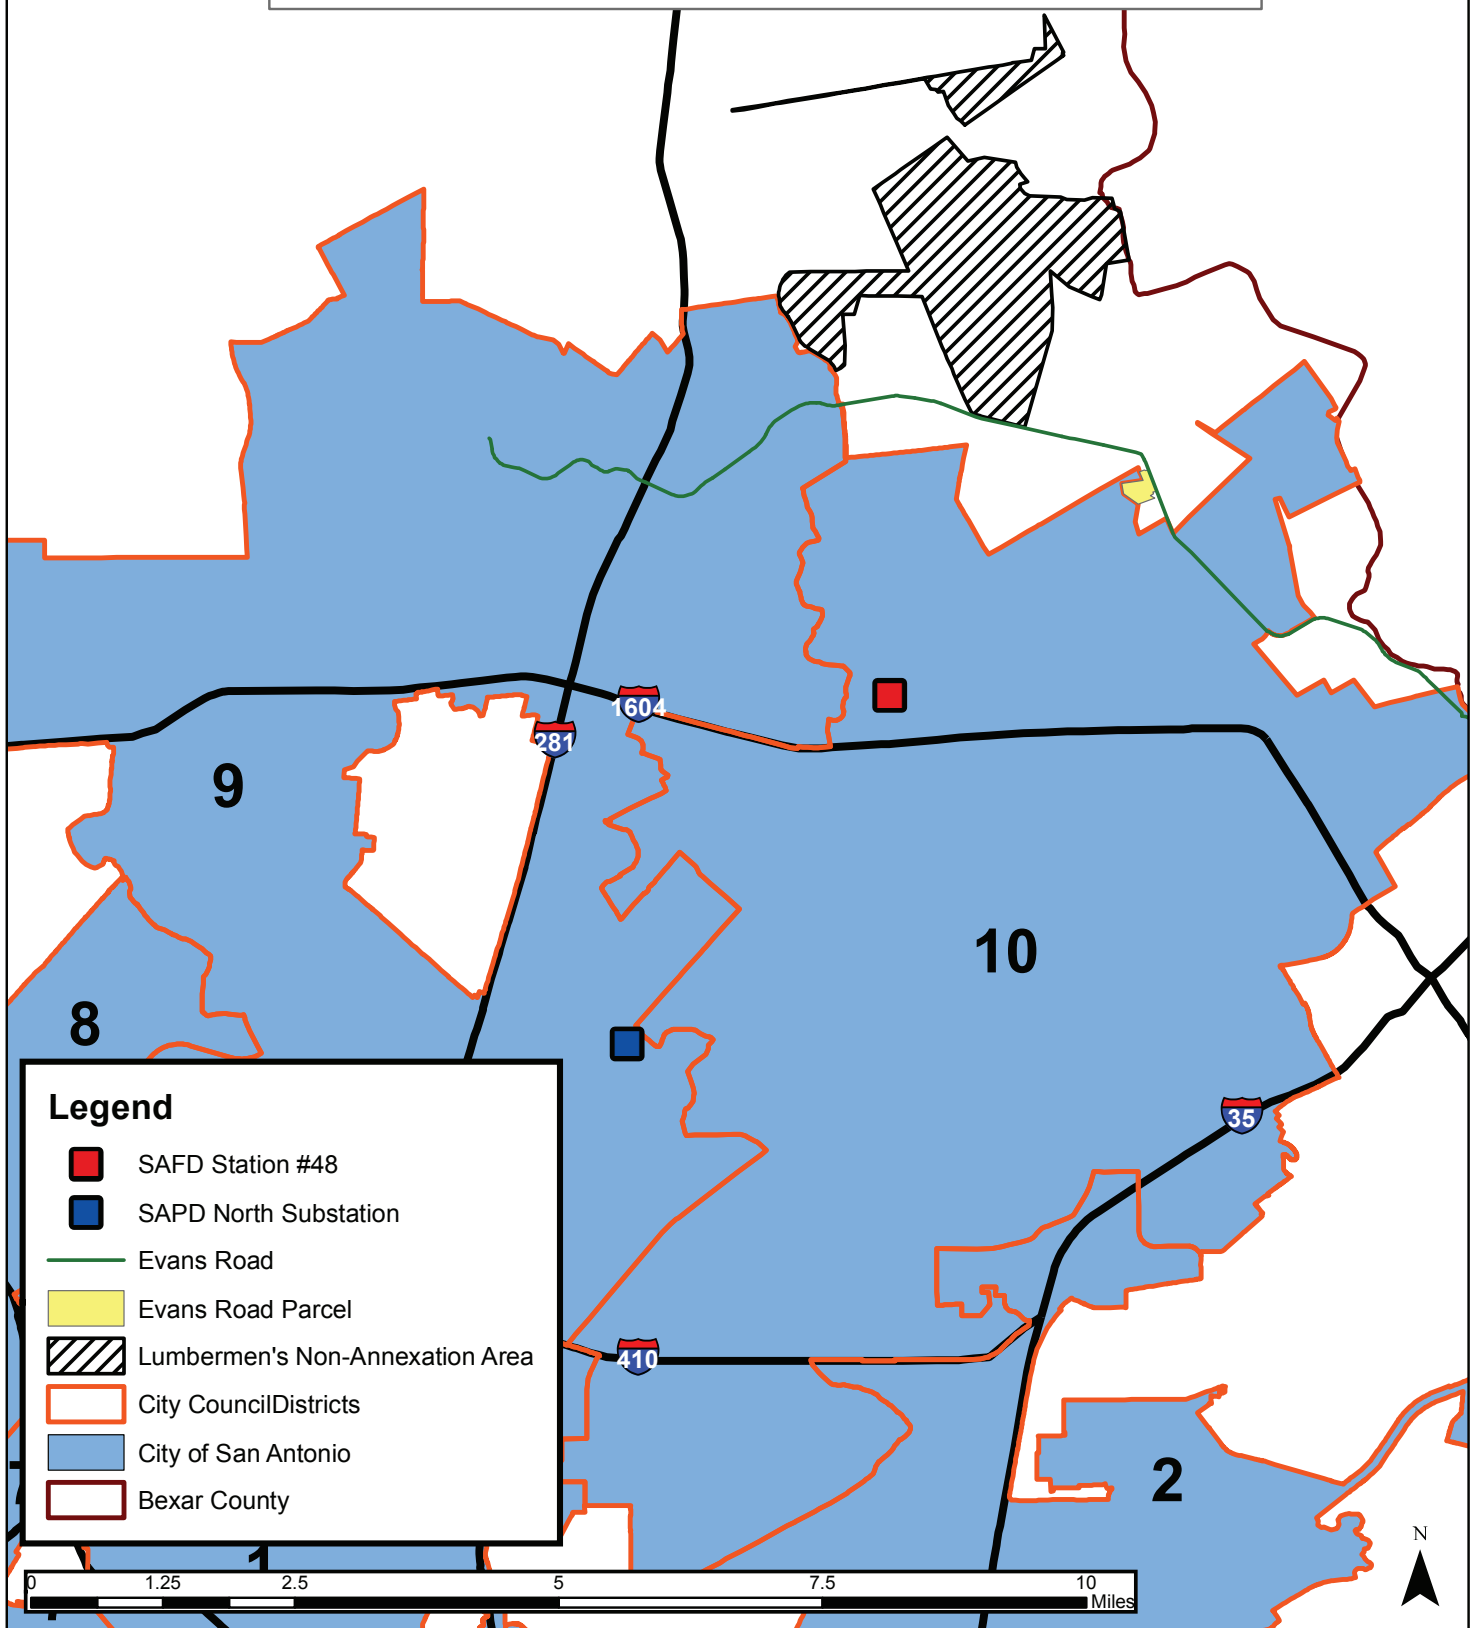 1604
281
9
10
8
35
Legend
SAFD Station #48
SAPD North Substation
Evans Road
Evans Road Parcel
Lumbermen's Non-Annexation Area
City CouncilDistricts
City of San Antonio
Bexar County
410
2
7
1
N
0 1.25 2.5 5 7.5 10
Miles